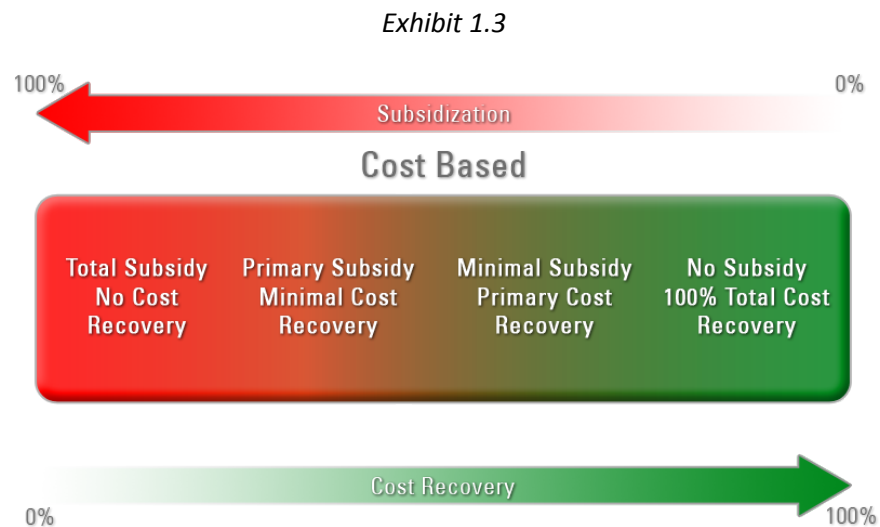 Exhibit 1.3
100%
0%
Subsidization
Cost Based
Total Subsidy
No Cost
Recovery
Primary Subsidy
Minimal Cost
Recovery
Minimal Subsidy
Primary Cost
Recovery
No Subsidy
100% Total Cost
Recovery
Cost Recovery
0%
100%